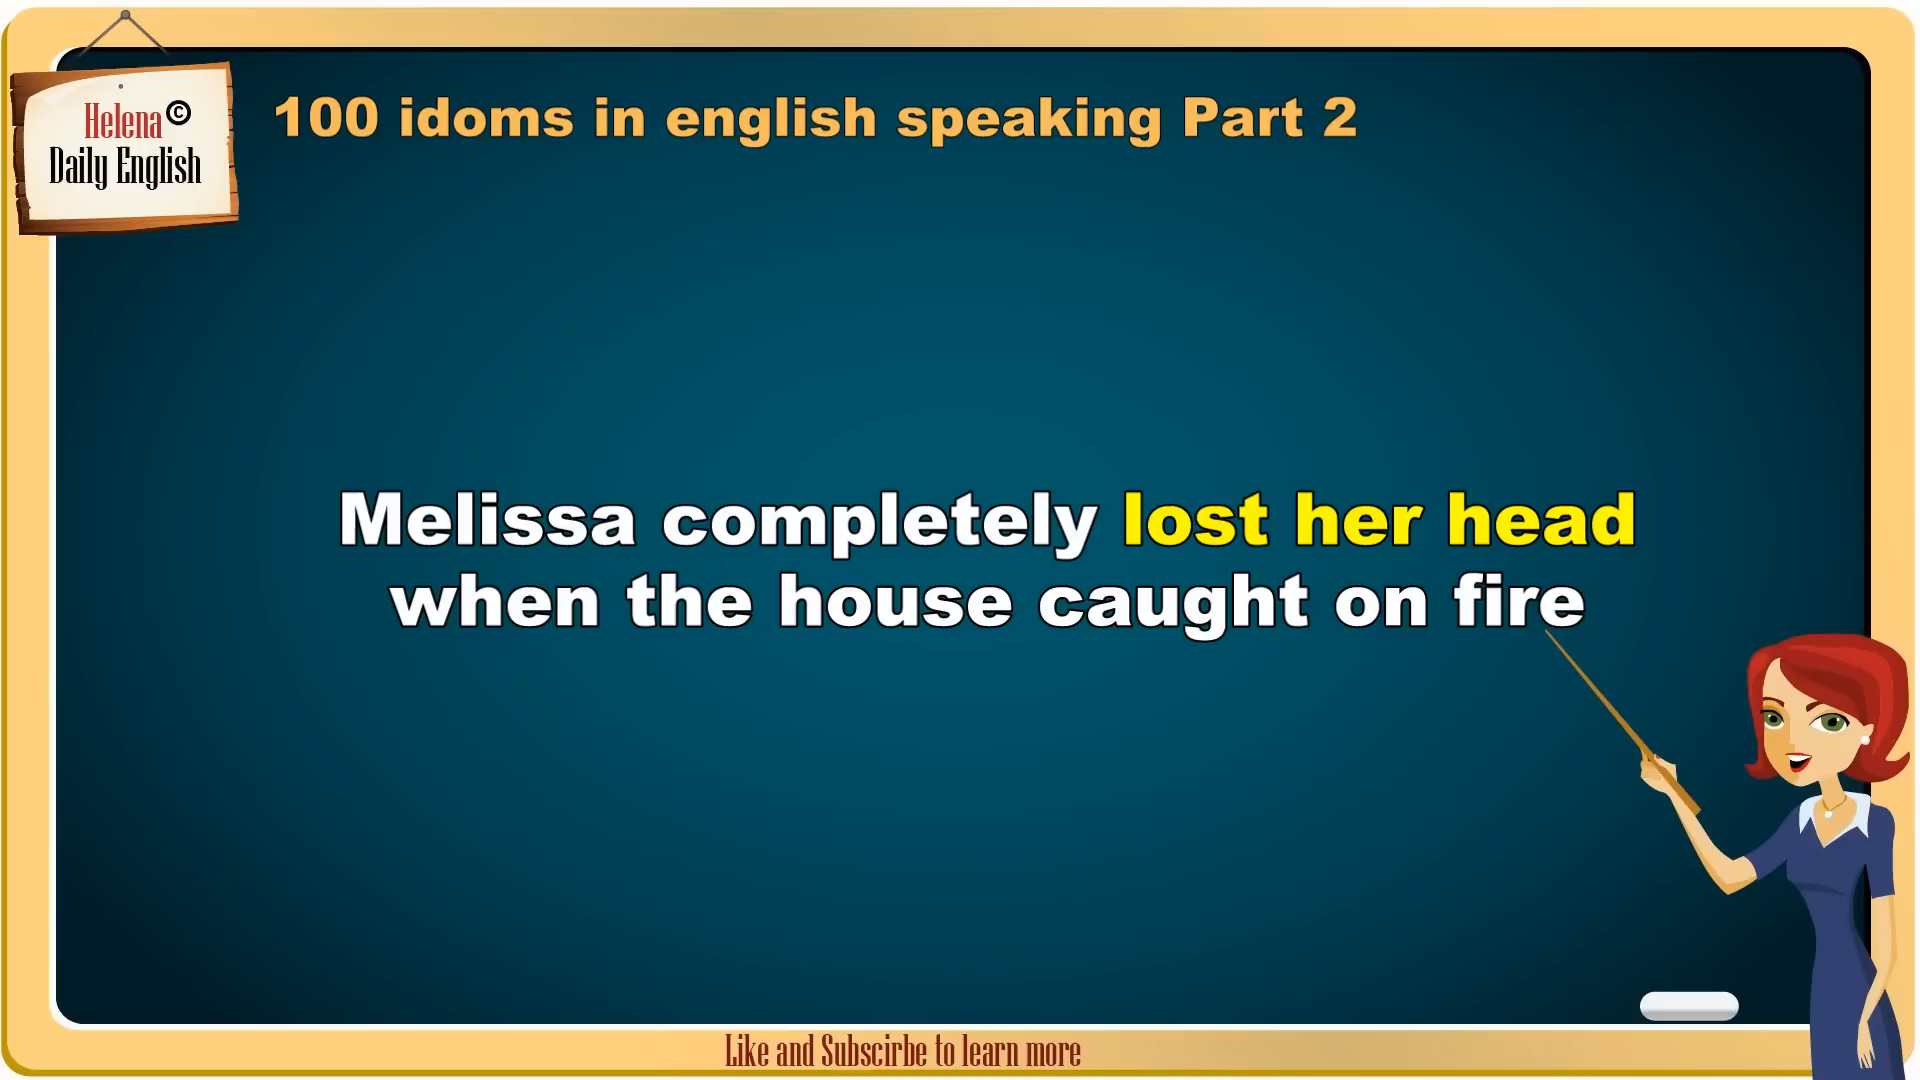 Helena©
Daily English
100 idoms in english speaking Part 2
Melissa completely lost her head
when the house caught on fire
Like and Subscirbe to learn more